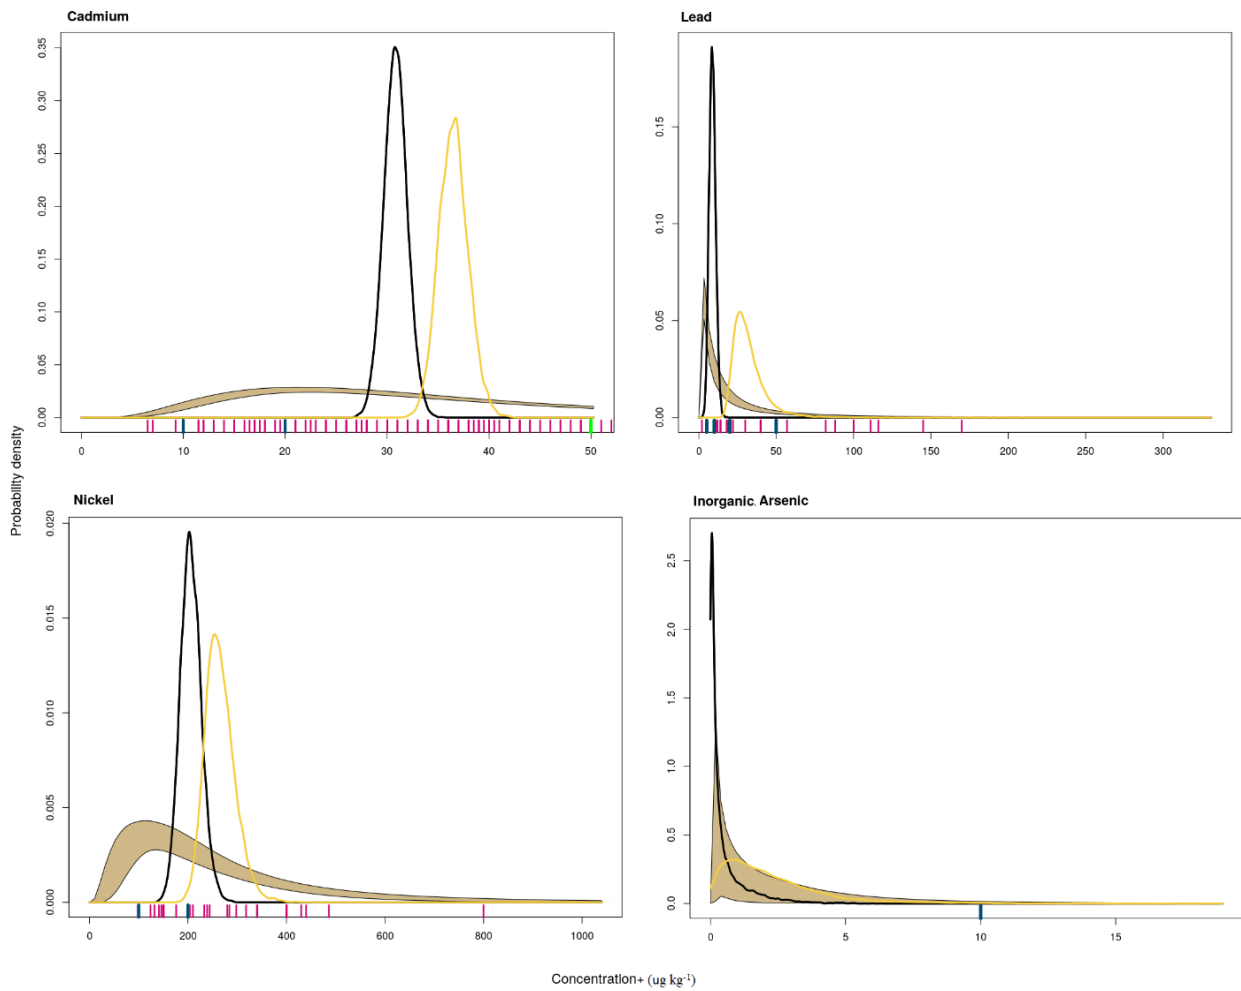 Cadmium
0.35
0.30
0.25
0.20
0.15
0.10
0.05
0.00
0 10 20 30 40 50
Lead
0.15
0.10
0.05
0.00
0 50 100 150 200 250 300
Probability density
Nickel
0.020
0.015
0.010
0.005
0.000
0 200 400 600 800 1000
Inorganic. Arsenic
2.5
2.0
1.5
1.0
0.5
0.0
0 5 10 15
Concentration+ (ug kg⁻¹)